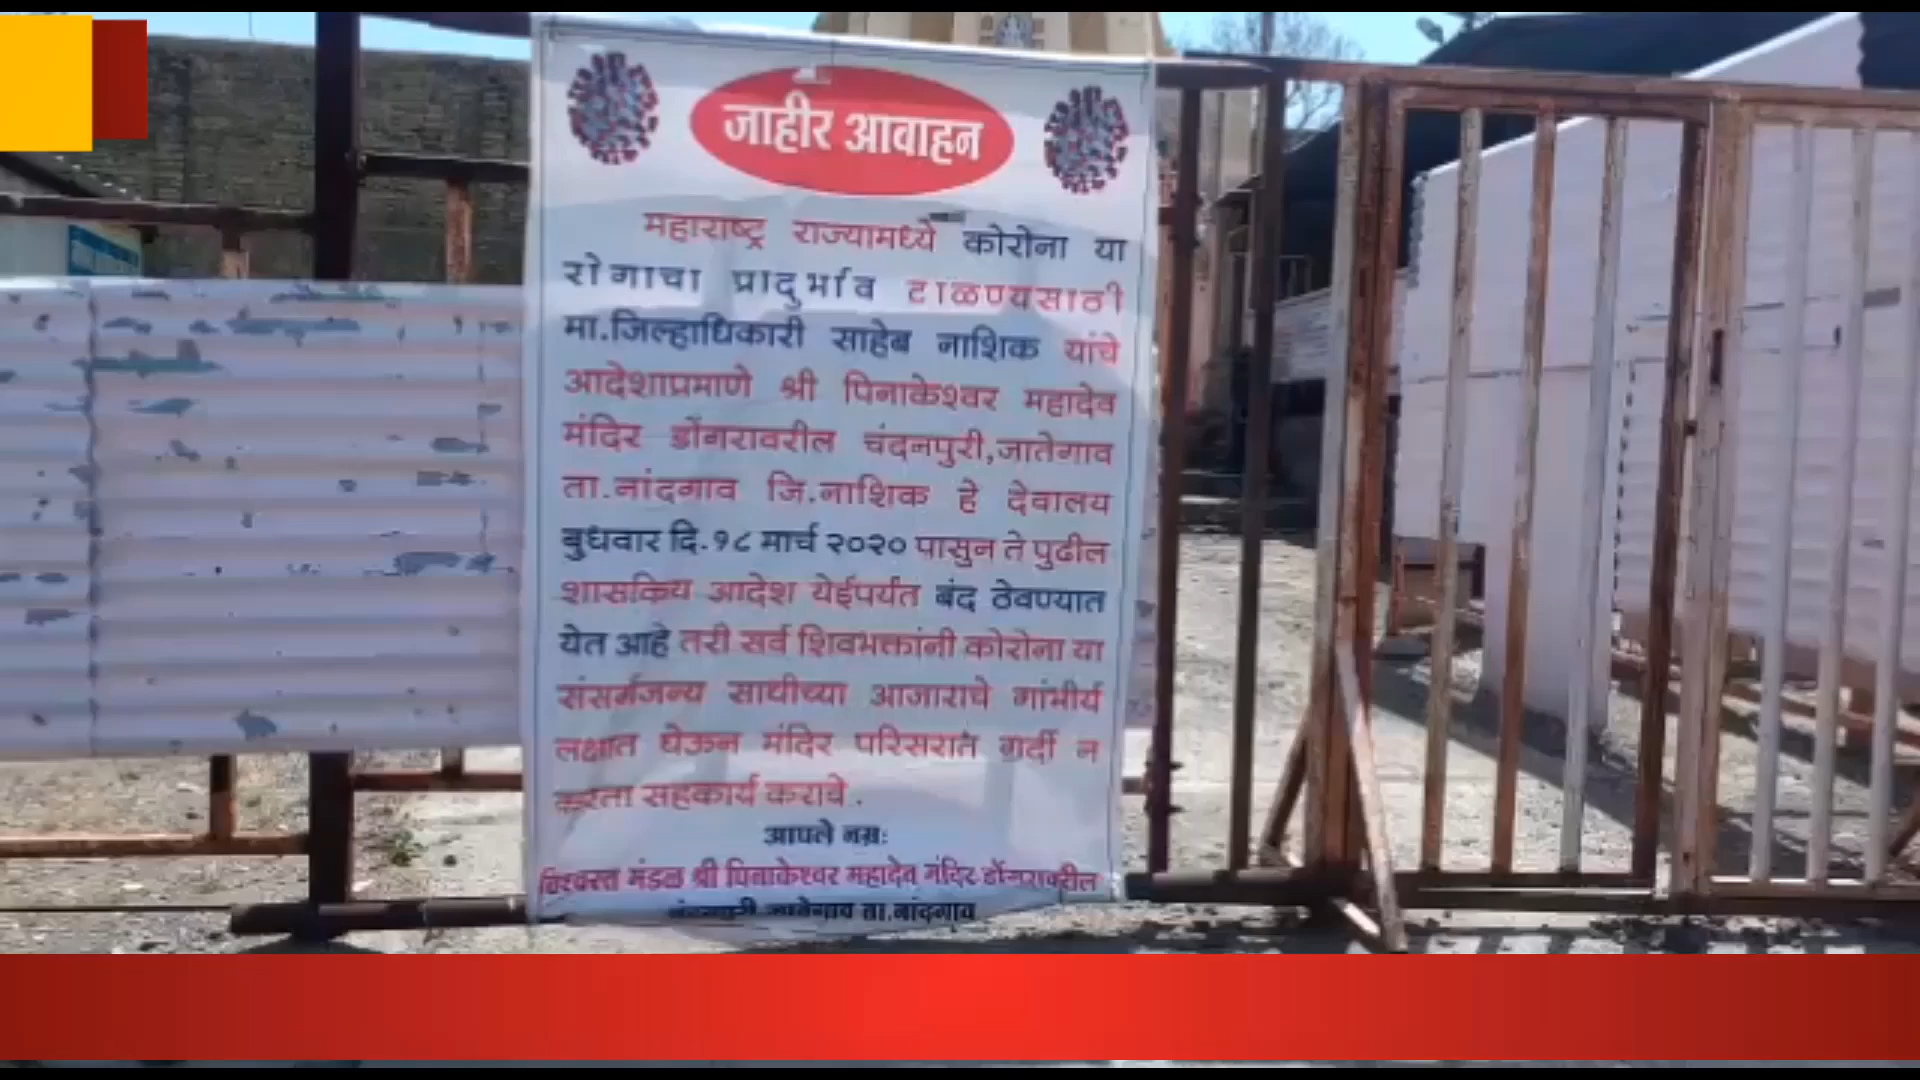 जाहीर आवाहन
महाराष्ट्र राज्यामध्ये कोरोना या
रोगाचा प्रादुर्भाव टाळण्यसाठी
मा.जिल्हाधिकारी साहेब नाशिक यांचे
आदेशाप्रमाणे श्री पिनाकेश्वर महादेव
मंदिर डोंगरावरील चंदनपुरी,जातेगाव
ता.नांदगाव जि.नाशिक हे देवालय
बुधवार दि.१८ मार्च २०२० पासुन ते पुढील
शासकिय आदेश येईपर्यंत बंद ठेवण्यात
येत आहे तरी सर्व शिवभक्तांनी कोरोना या
संसर्गजन्य साथीच्या आजाराचे गांभीर्य
लक्षात घेऊन मंदिर परिसरात गर्दी न
करता सहकार्य करावे.
आपले नम्र:
विश्वस्त मंडळ श्री पिनाकेश्वर महादेव मंदिर डोंगरावरील
जातेगाव ता.नांदगाव